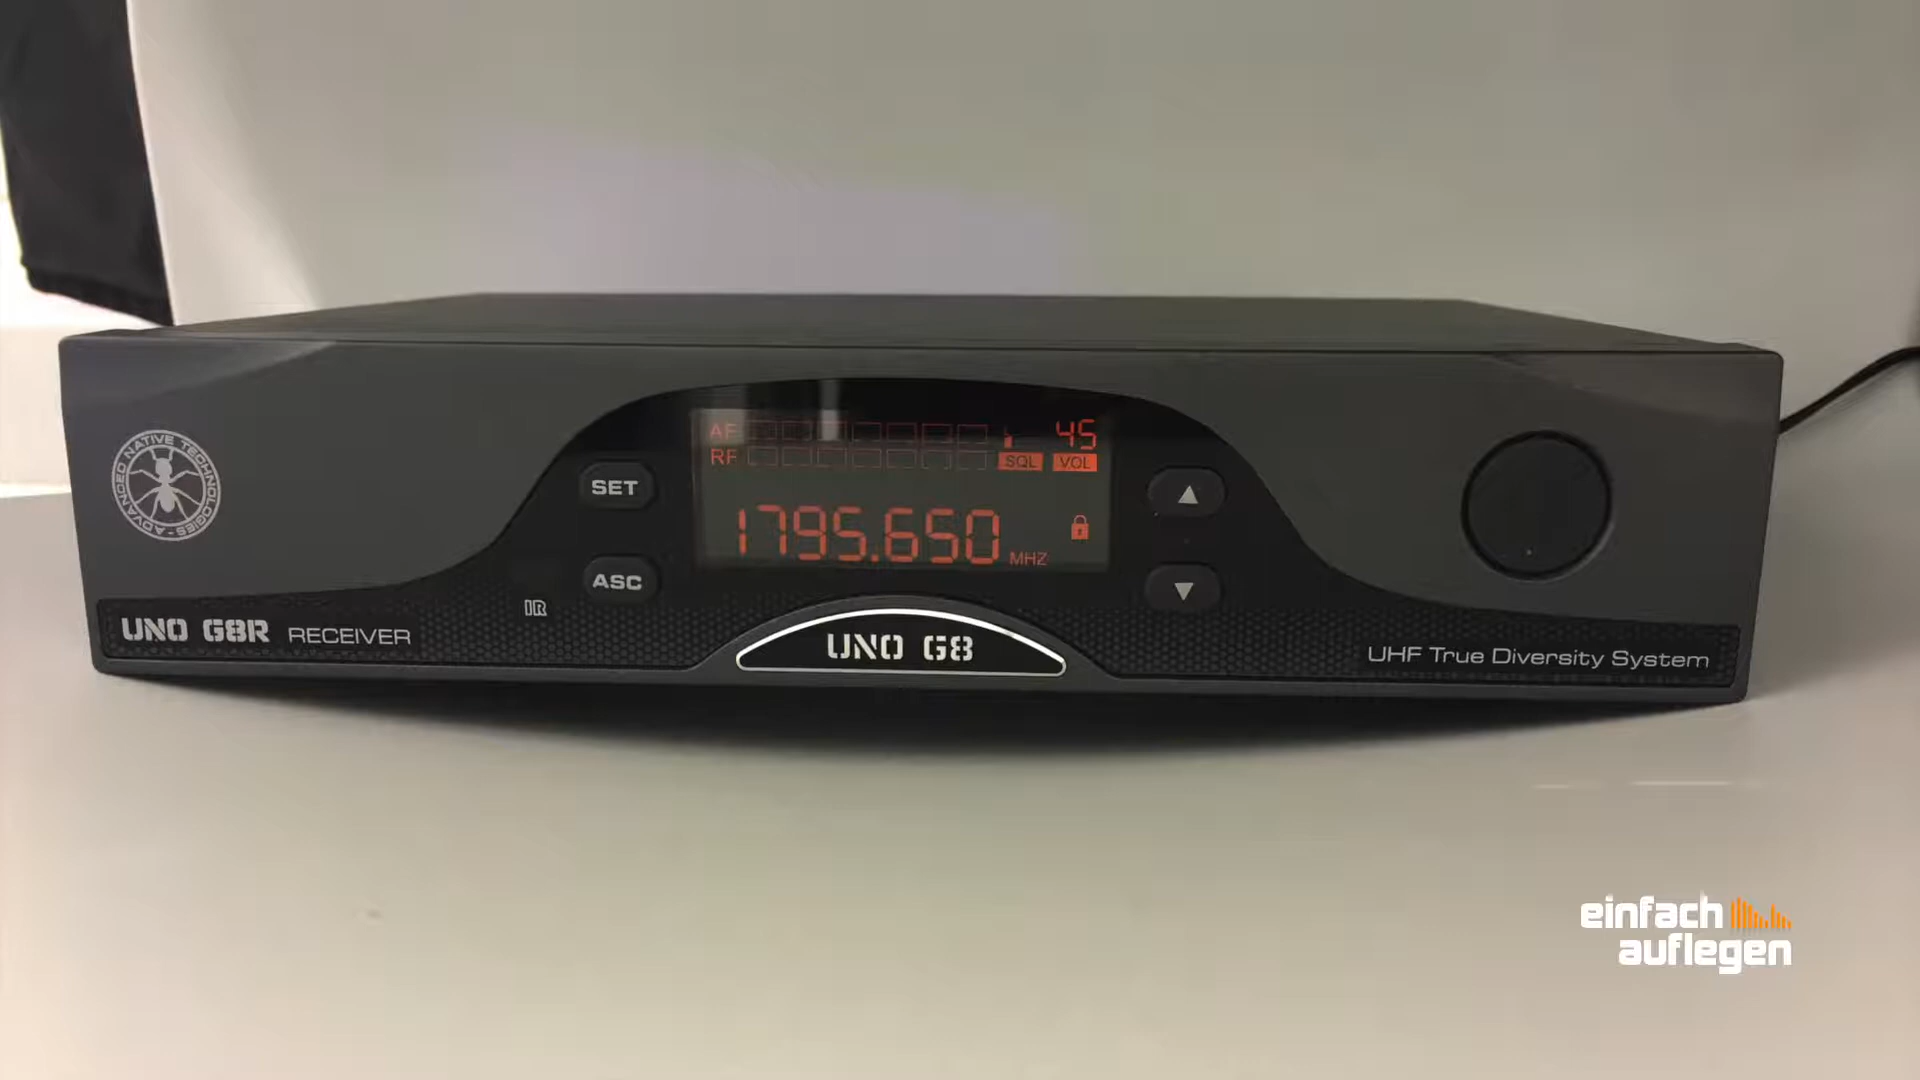 ADVANCED NATIVE TECHNOLOGIES
AF
RF
45
SQL VOL
1795.650 MHZ
SET
ASC
▲
▼
IR
UNO G8R RECEIVER
UNO G8
UHF True Diversity System
einfach
auflegen